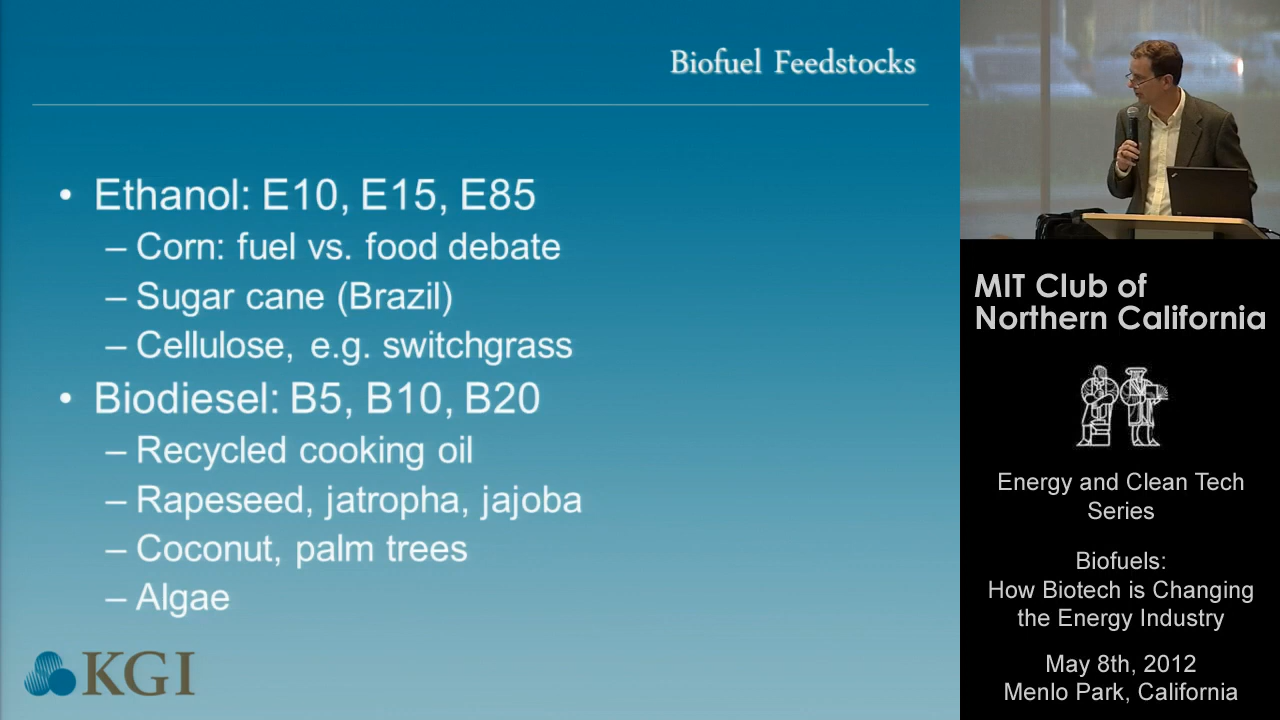 Biofuel Feedstocks
• Ethanol: E10, E15, E85
– Corn: fuel vs. food debate
– Sugar cane (Brazil)
– Cellulose, e.g. switchgrass
• Biodiesel: B5, B10, B20
– Recycled cooking oil
– Rapeseed, jatropha, jajoba
– Coconut, palm trees
– Algae
KGI
MIT Club of
Northern California
Energy and Clean Tech
Series
Biofuels:
How Biotech is Changing
the Energy Industry
May 8th, 2012
Menlo Park, California